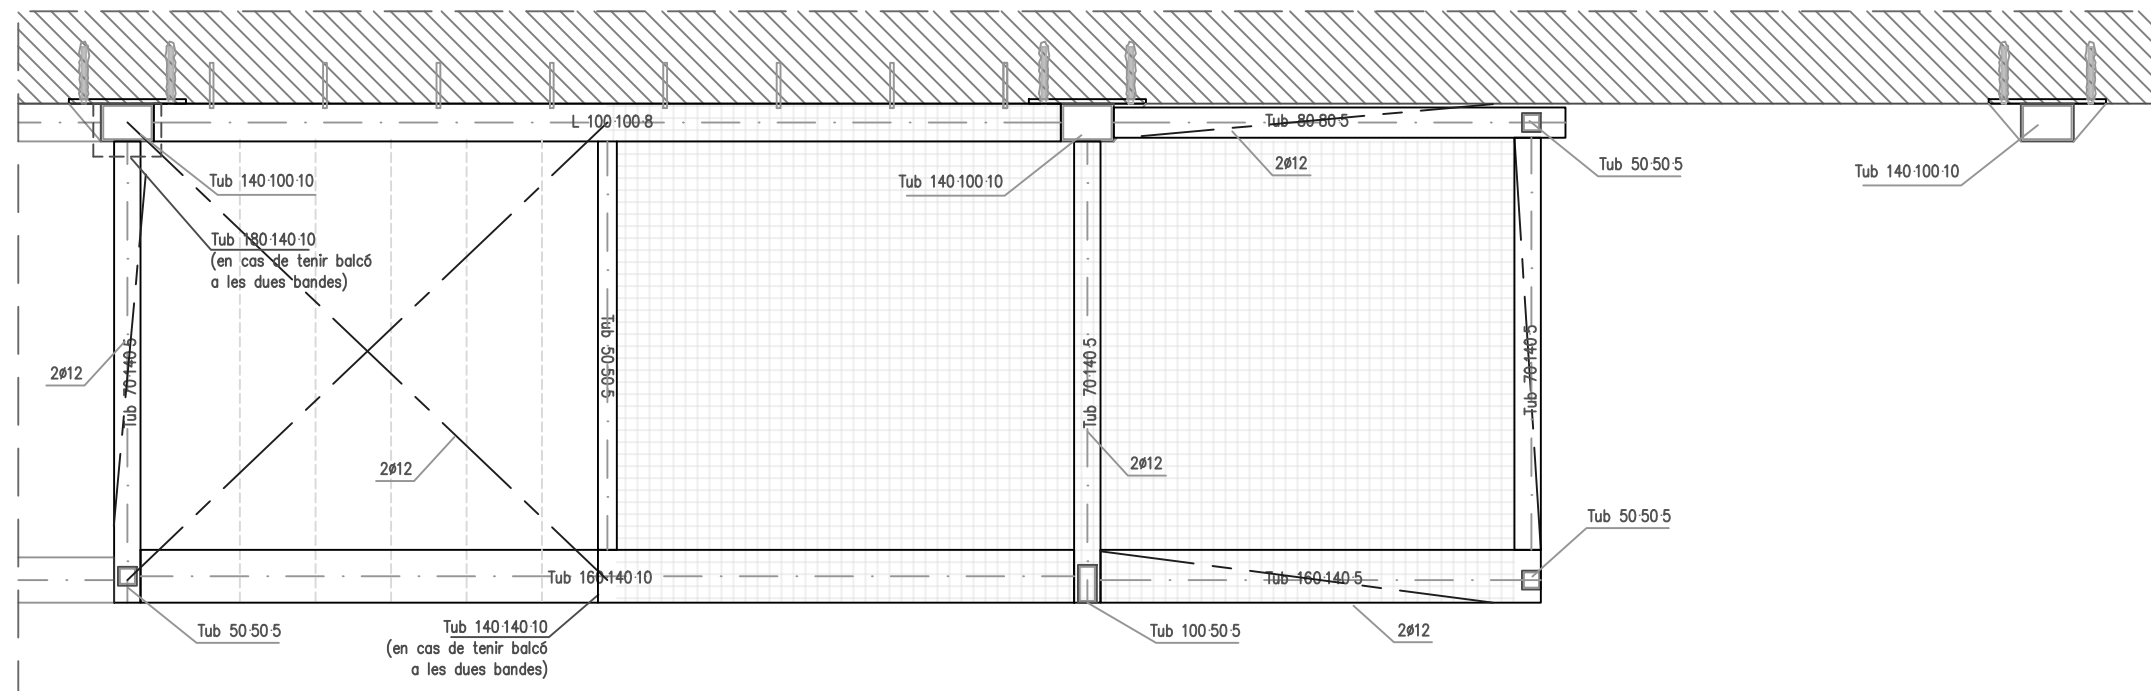 L 100·100·8
Tub 80·80·5
2ø12
Tub 50·50·5
Tub 140·100·10
Tub 140·100·10
Tub 140·100·10
Tub 180·140·10
(en cas de tenir balcó
a les dues bandes)
2ø12
Tub 70·140·5
Tub 50·50·5
Tub 70·140·5
Tub 70·140·5
2ø12
2ø12
Tub 50·50·5
Tub 160·140·10
Tub 160·140·5
Tub 50·50·5
Tub 140·140·10
(en cas de tenir balcó
a les dues bandes)
Tub 100·50·5
2ø12